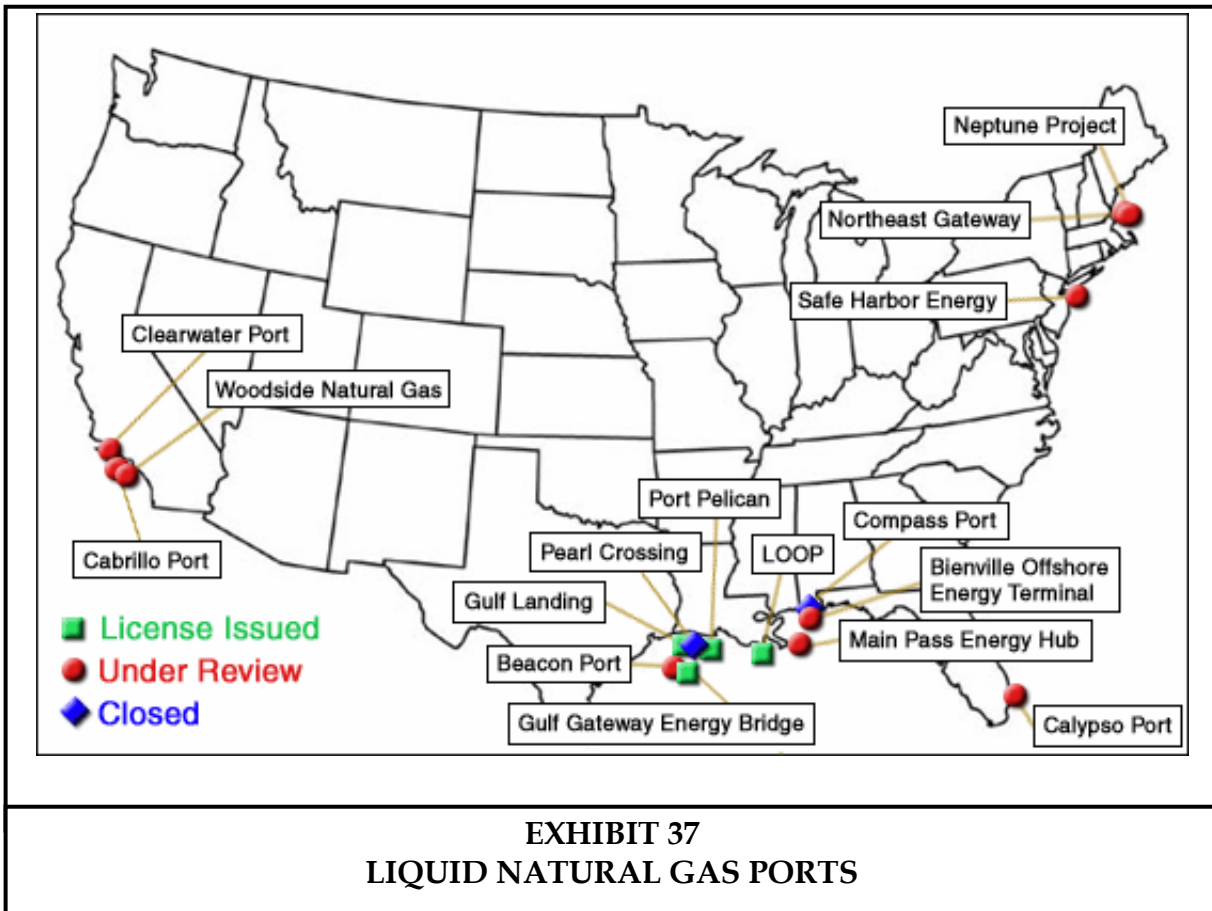 Neptune Project
Northeast Gateway
Safe Harbor Energy
Clearwater Port
Woodside Natural Gas
Cabrillo Port
Port Pelican
Pearl Crossing
LOOP
Compass Port
Gulf Landing
Bienville Offshore
Energy Terminal
Beacon Port
Main Pass Energy Hub
Gulf Gateway Energy Bridge
Calypso Port
License Issued
Under Review
Closed
EXHIBIT 37
LIQUID NATURAL GAS PORTS